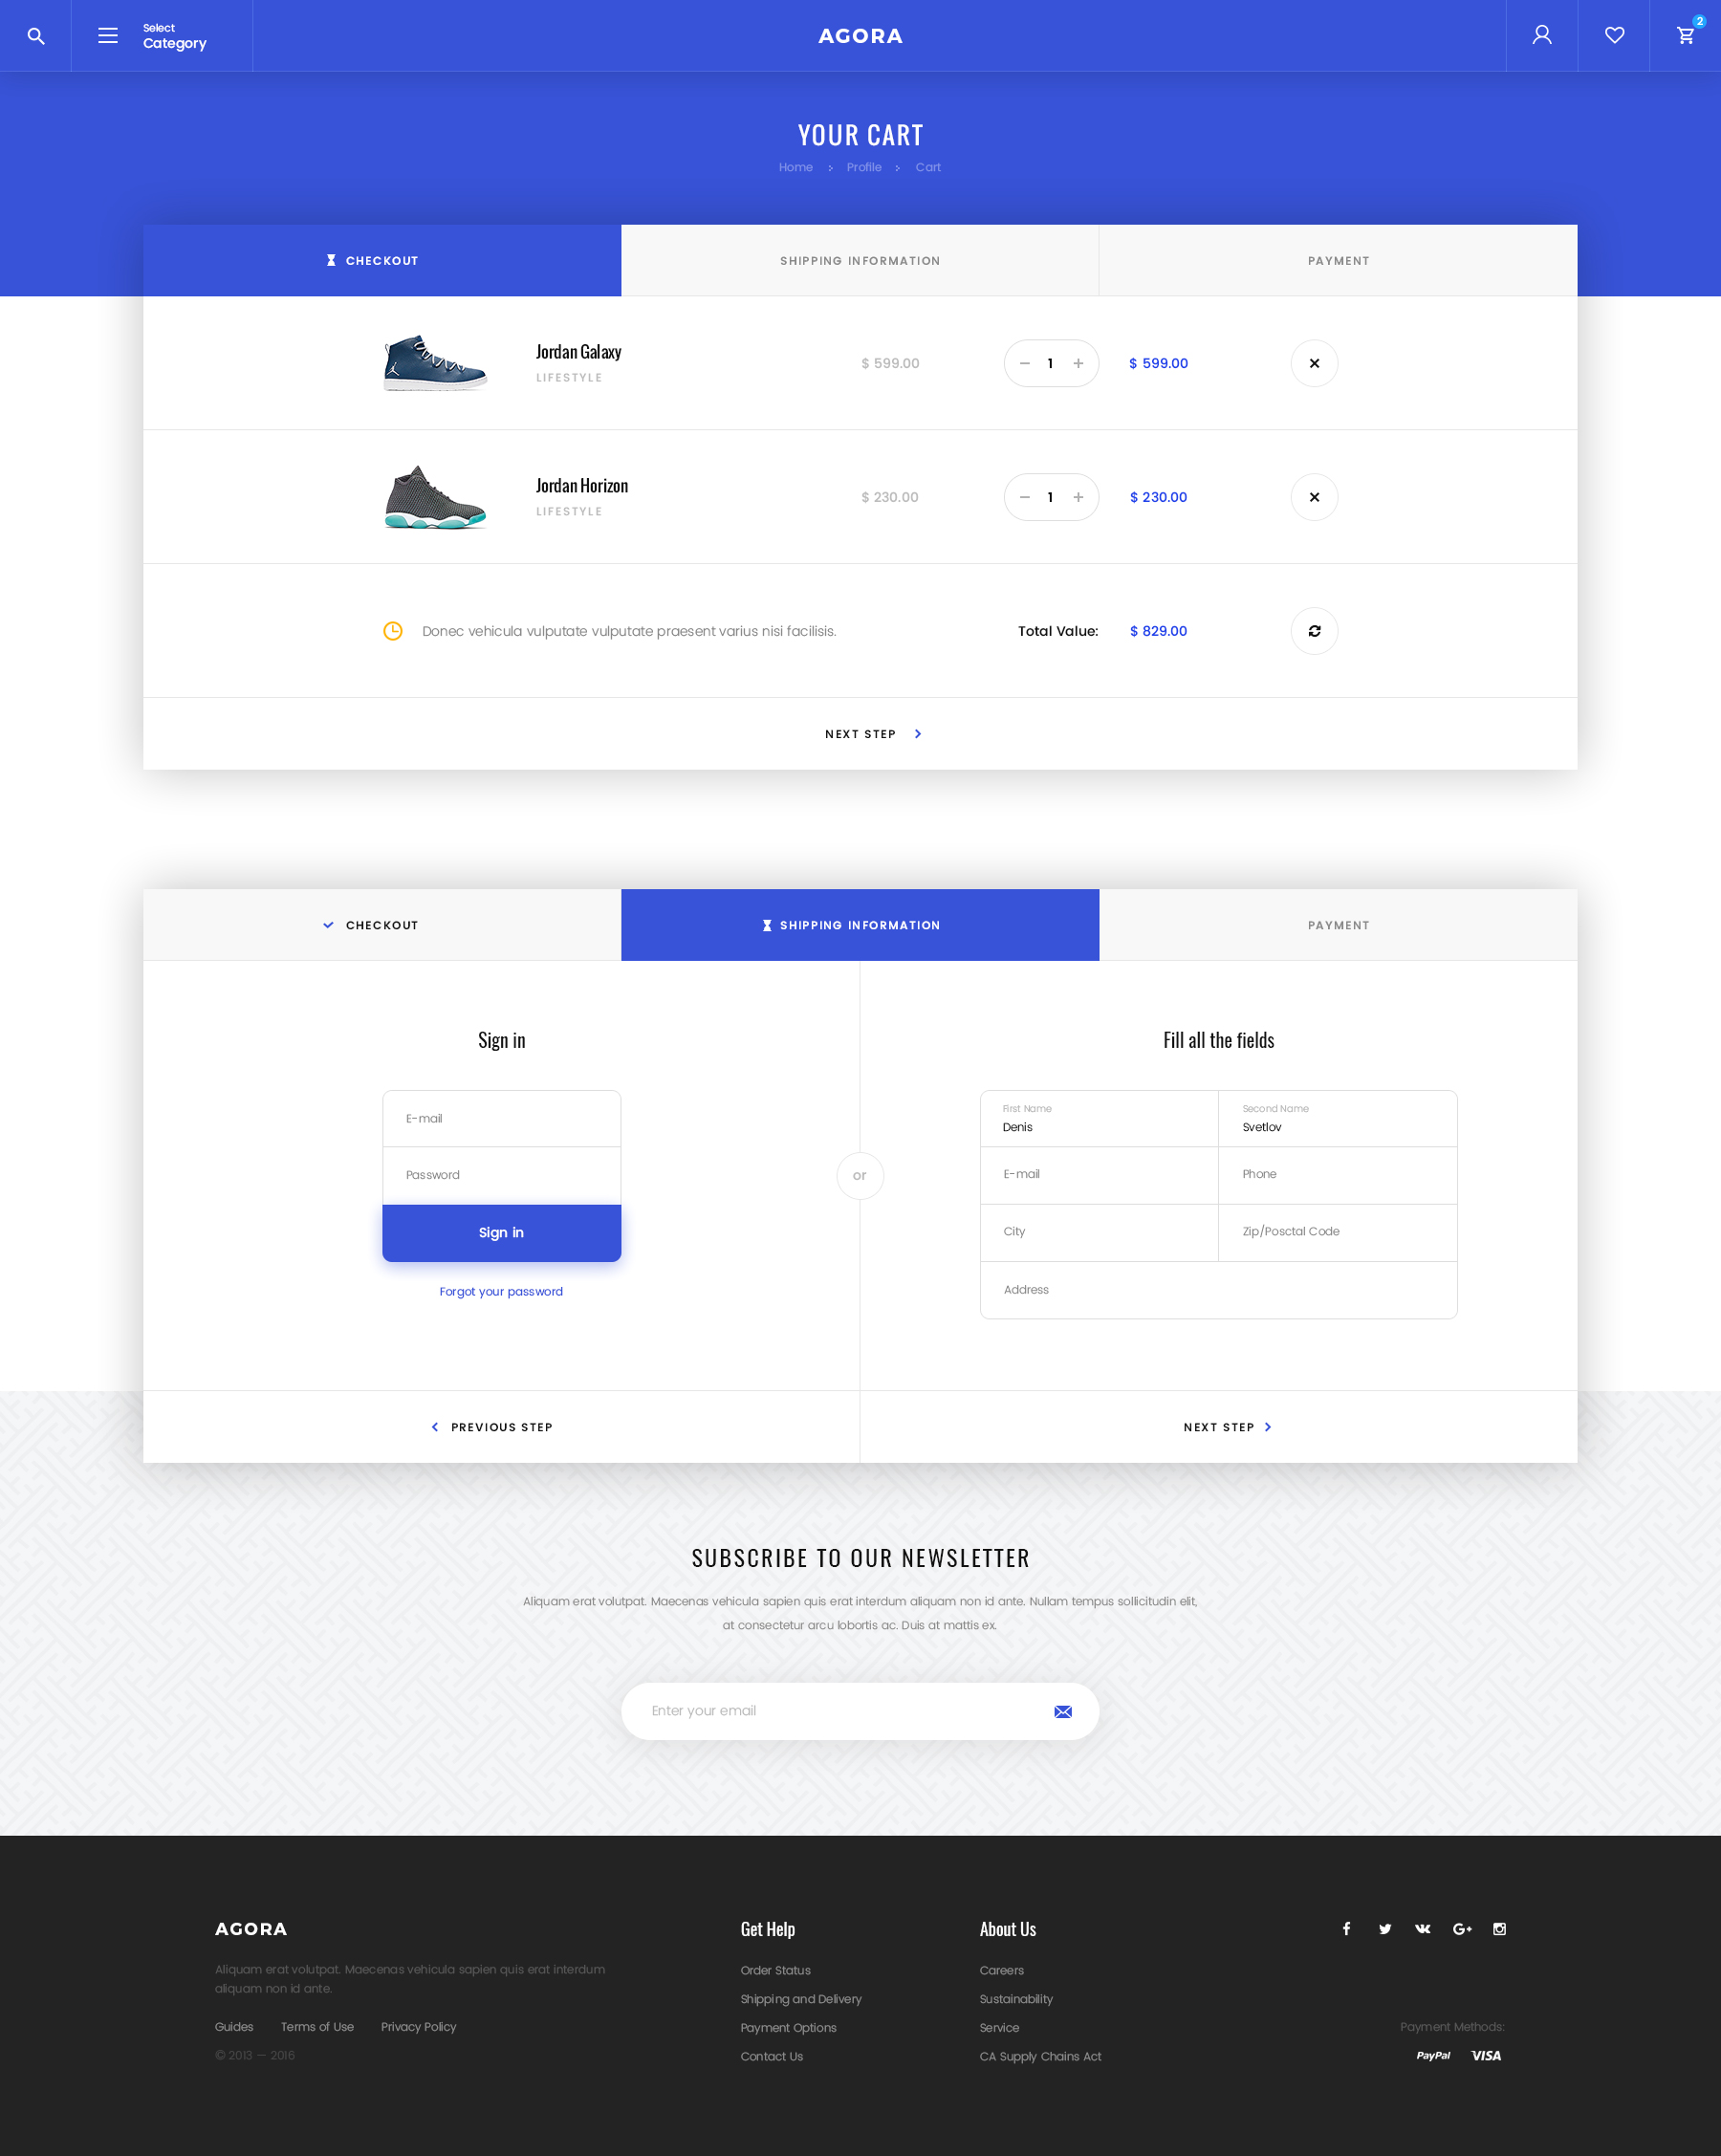 Select
Category
AGORA
2
YOUR CART
Home > Profile > Cart
CHECKOUT
SHIPPING INFORMATION
PAYMENT
Jordan Galaxy
LIFESTYLE
$ 599.00
1
$ 599.00
Jordan Horizon
LIFESTYLE
$ 230.00
1
$ 230.00
Donec vehicula vulputate vulputate praesent varius nisi facilisis.
Total Value:
$ 829.00
NEXT STEP
CHECKOUT
SHIPPING INFORMATION
PAYMENT
Sign in
E-mail
Password
Sign in
Forgot your password
or
Fill all the fields
First Name
Denis
Second Name
Svetlov
E-mail
Phone
City
Zip/Posctal Code
Address
PREVIOUS STEP
NEXT STEP
SUBSCRIBE TO OUR NEWSLETTER
Aliquam erat volutpat. Maecenas vehicula sapien quis erat interdum aliquam non id ante. Nullam tempus sollicitudin elit,
at consectetur arcu lobortis ac. Duis at mattis ex.
Enter your email
AGORA
Aliquam erat volutpat. Maecenas vehicula sapien quis erat interdum
aliquam non id ante.
Guides
Terms of Use
Privacy Policy
© 2013 — 2016
Get Help
Order Status
Shipping and Delivery
Payment Options
Contact Us
About Us
Careers
Sustainability
Service
CA Supply Chains Act
Payment Methods:
PayPal
VISA